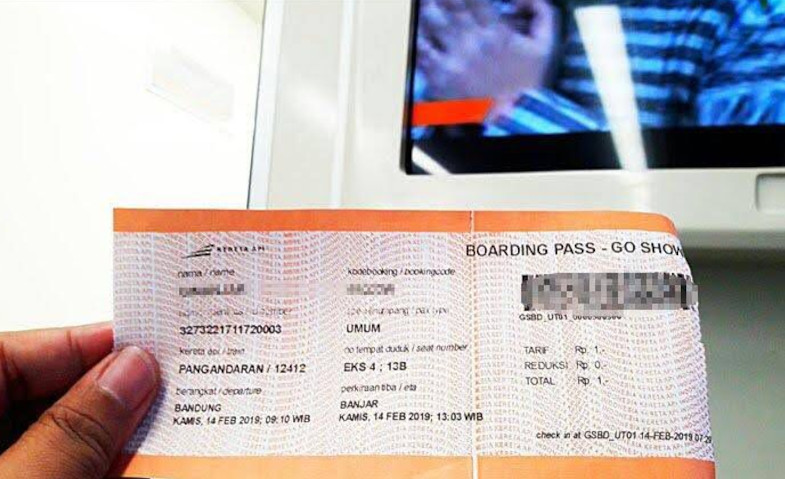 KERETA API
BOARDING PASS - GO SHOW
nama / name
kodebooking / bookingcode
3273221711720003
UMUM
kereta api / train
no tempat duduk / seat number
PANGANDARAN / 12412
EKS 4 ; 13B
berangkat / departure
perkiraan tiba / eta
BANDUNG
BANJAR
KAMIS, 14 FEB 2019; 09:10 WIB
KAMIS, 14 FEB 2019; 13:03 WIB
TARIF Rp. 1,-
REDUKSI Rp. 0,-
TOTAL Rp. 1,-
check in at GSBD_UT01 14-FEB-2019